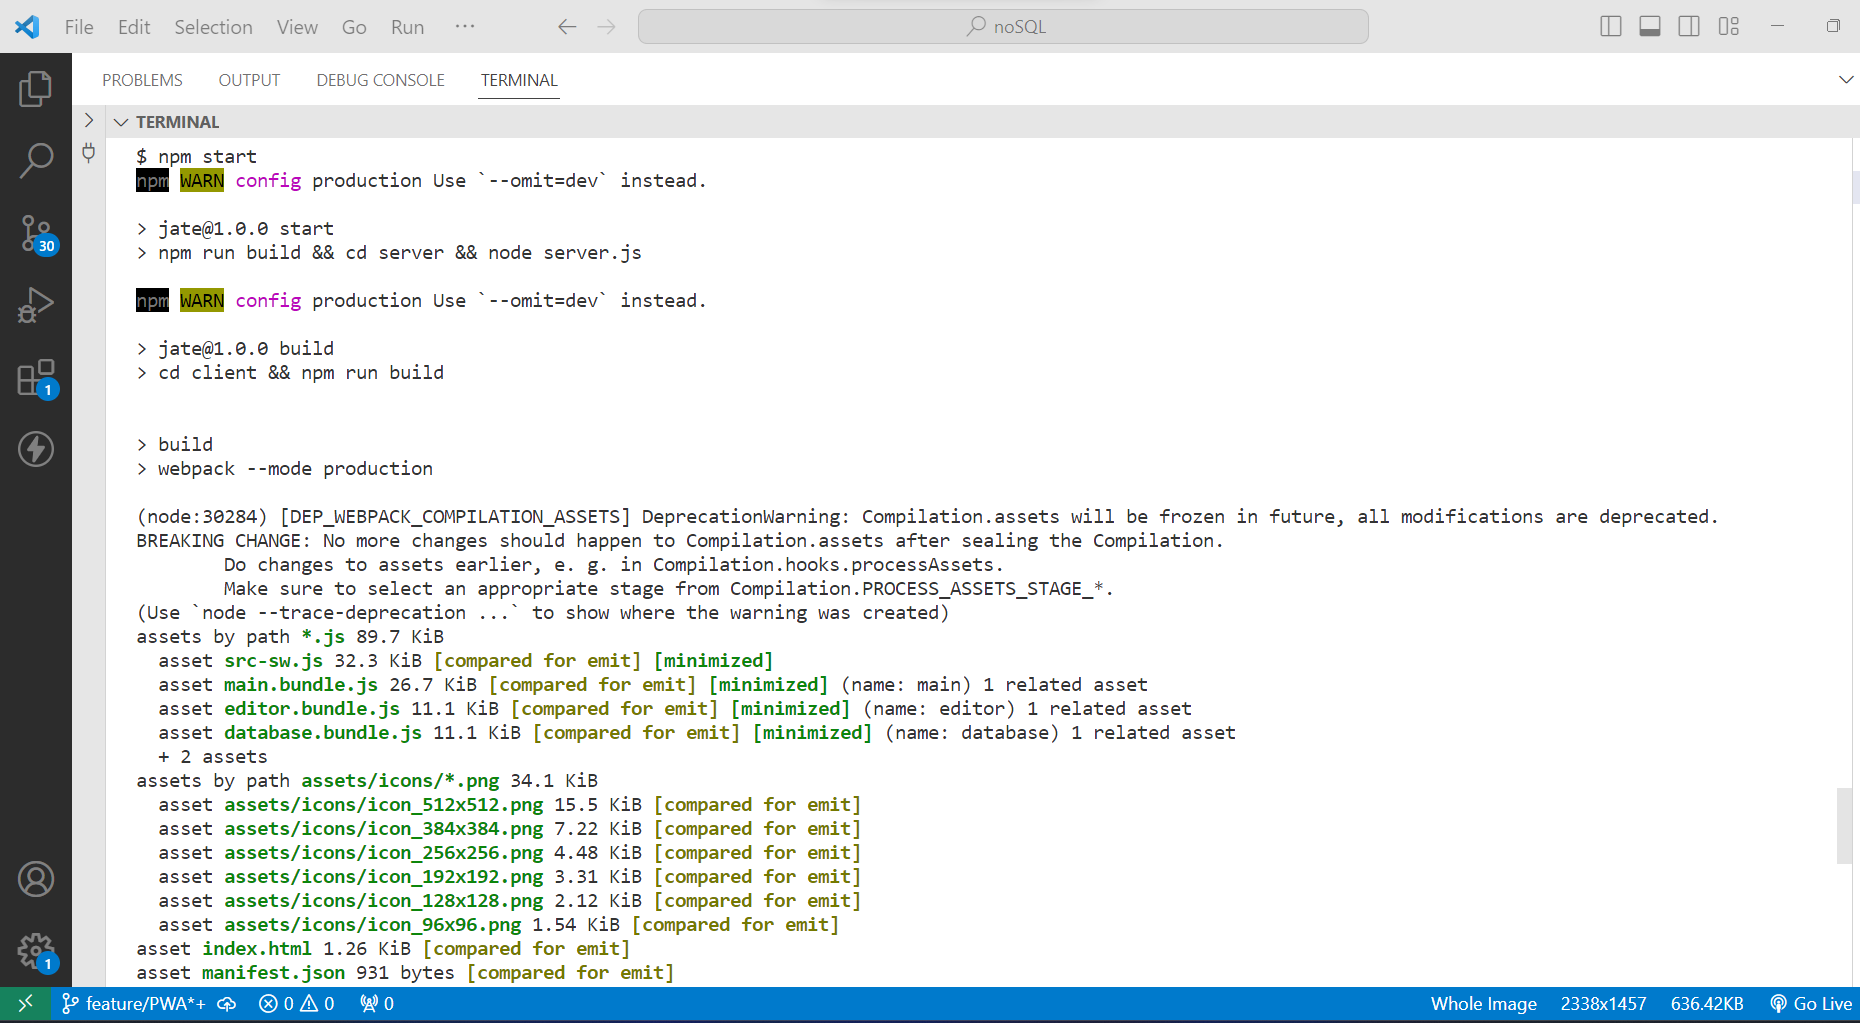 File Edit Selection View Go Run ··· noSQL
PROBLEMS OUTPUT DEBUG CONSOLE TERMINAL
TERMINAL
$ npm start
npm WARN config production Use `--omit=dev` instead.
> jate@1.0.0 start
> npm run build && cd server && node server.js
npm WARN config production Use `--omit=dev` instead.
> jate@1.0.0 build
> cd client && npm run build
> build
> webpack --mode production
(node:30284) [DEP_WEBPACK_COMPILATION_ASSETS] DeprecationWarning: Compilation.assets will be frozen in future, all modifications are deprecated.
BREAKING CHANGE: No more changes should happen to Compilation.assets after sealing the Compilation.
Do changes to assets earlier, e. g. in Compilation.hooks.processAssets.
Make sure to select an appropriate stage from Compilation.PROCESS_ASSETS_STAGE_*.
(Use `node --trace-deprecation ...` to show where the warning was created)
assets by path *.js 89.7 KiB
asset src-sw.js 32.3 KiB [compared for emit] [minimized]
asset main.bundle.js 26.7 KiB [compared for emit] [minimized] (name: main) 1 related asset
asset editor.bundle.js 11.1 KiB [compared for emit] [minimized] (name: editor) 1 related asset
asset database.bundle.js 11.1 KiB [compared for emit] [minimized] (name: database) 1 related asset
+ 2 assets
assets by path assets/icons/*.png 34.1 KiB
asset assets/icons/icon_512x512.png 15.5 KiB [compared for emit]
asset assets/icons/icon_384x384.png 7.22 KiB [compared for emit]
asset assets/icons/icon_256x256.png 4.48 KiB [compared for emit]
asset assets/icons/icon_192x192.png 3.31 KiB [compared for emit]
asset assets/icons/icon_128x128.png 2.12 KiB [compared for emit]
asset assets/icons/icon_96x96.png 1.54 KiB [compared for emit]
asset index.html 1.26 KiB [compared for emit]
asset manifest.json 931 bytes [compared for emit]
30
1
1
feature/PWA*+ 0 0 0 Whole Image 2338x1457 636.42KB Go Live